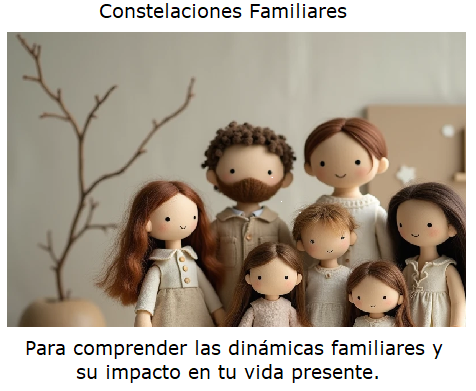 Constelaciones Familiares
Para comprender las dinámicas familiares y
su impacto en tu vida presente.